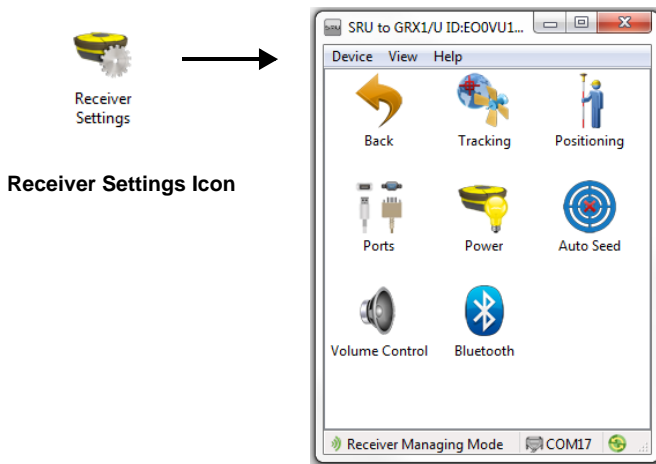 SRU SRU to GRX1/U ID:EO0VU1...
Device View Help
Receiver
Settings
Back Tracking Positioning
Receiver Settings Icon
Ports Power Auto Seed
Volume Control Bluetooth
Receiver Managing Mode COM17